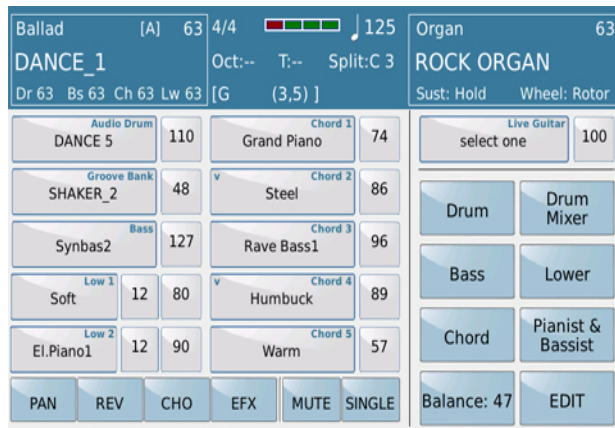 Ballad [A] 63
DANCE_1
Dr 63 Bs 63 Ch 63 Lw 63
4/4 125
Oct:-- T:-- Split:C 3
[G (3,5) ]
Organ 63
ROCK ORGAN
Sust: Hold Wheel: Rotor
Audio Drum
DANCE 5 110
Groove Bank
SHAKER_2 48
Bass
Synbas2 127
Low 1
Soft 12 80
Low 2
El.Piano1 12 90
Chord 1
Grand Piano 74
v Chord 2
Steel 86
Chord 3
Rave Bass1 96
v Chord 4
Humbuck 89
Chord 5
Warm 57
Live Guitar
select one 100
Drum
Drum
Mixer
Bass
Lower
Chord
Pianist &
Bassist
Balance: 47
EDIT
PAN REV CHO EFX MUTE SINGLE